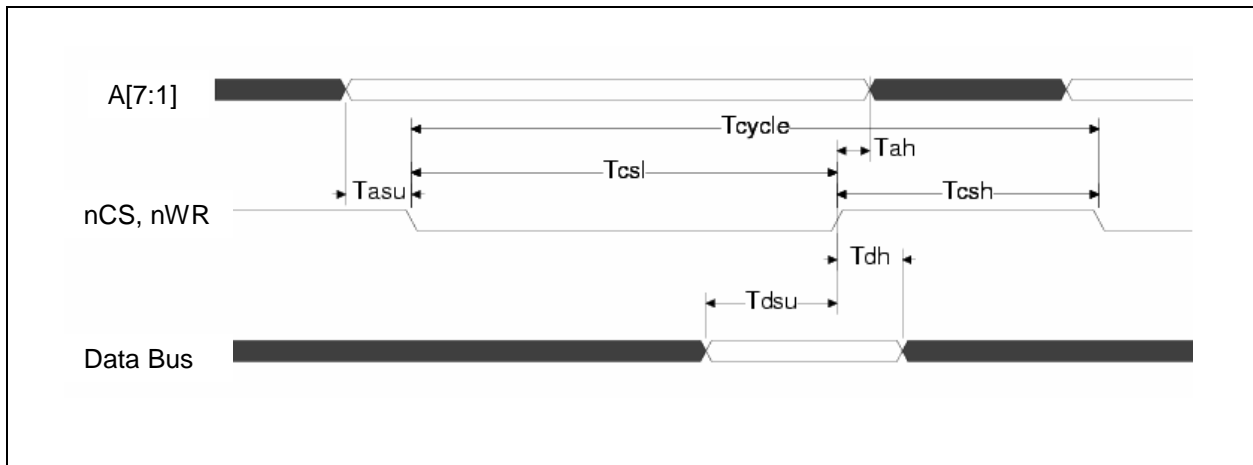 A[7:1]
Tcycle
Tah
Tcsl
Tasu
Tcsh
nCS, nWR
Tdh
Tdsu
Data Bus